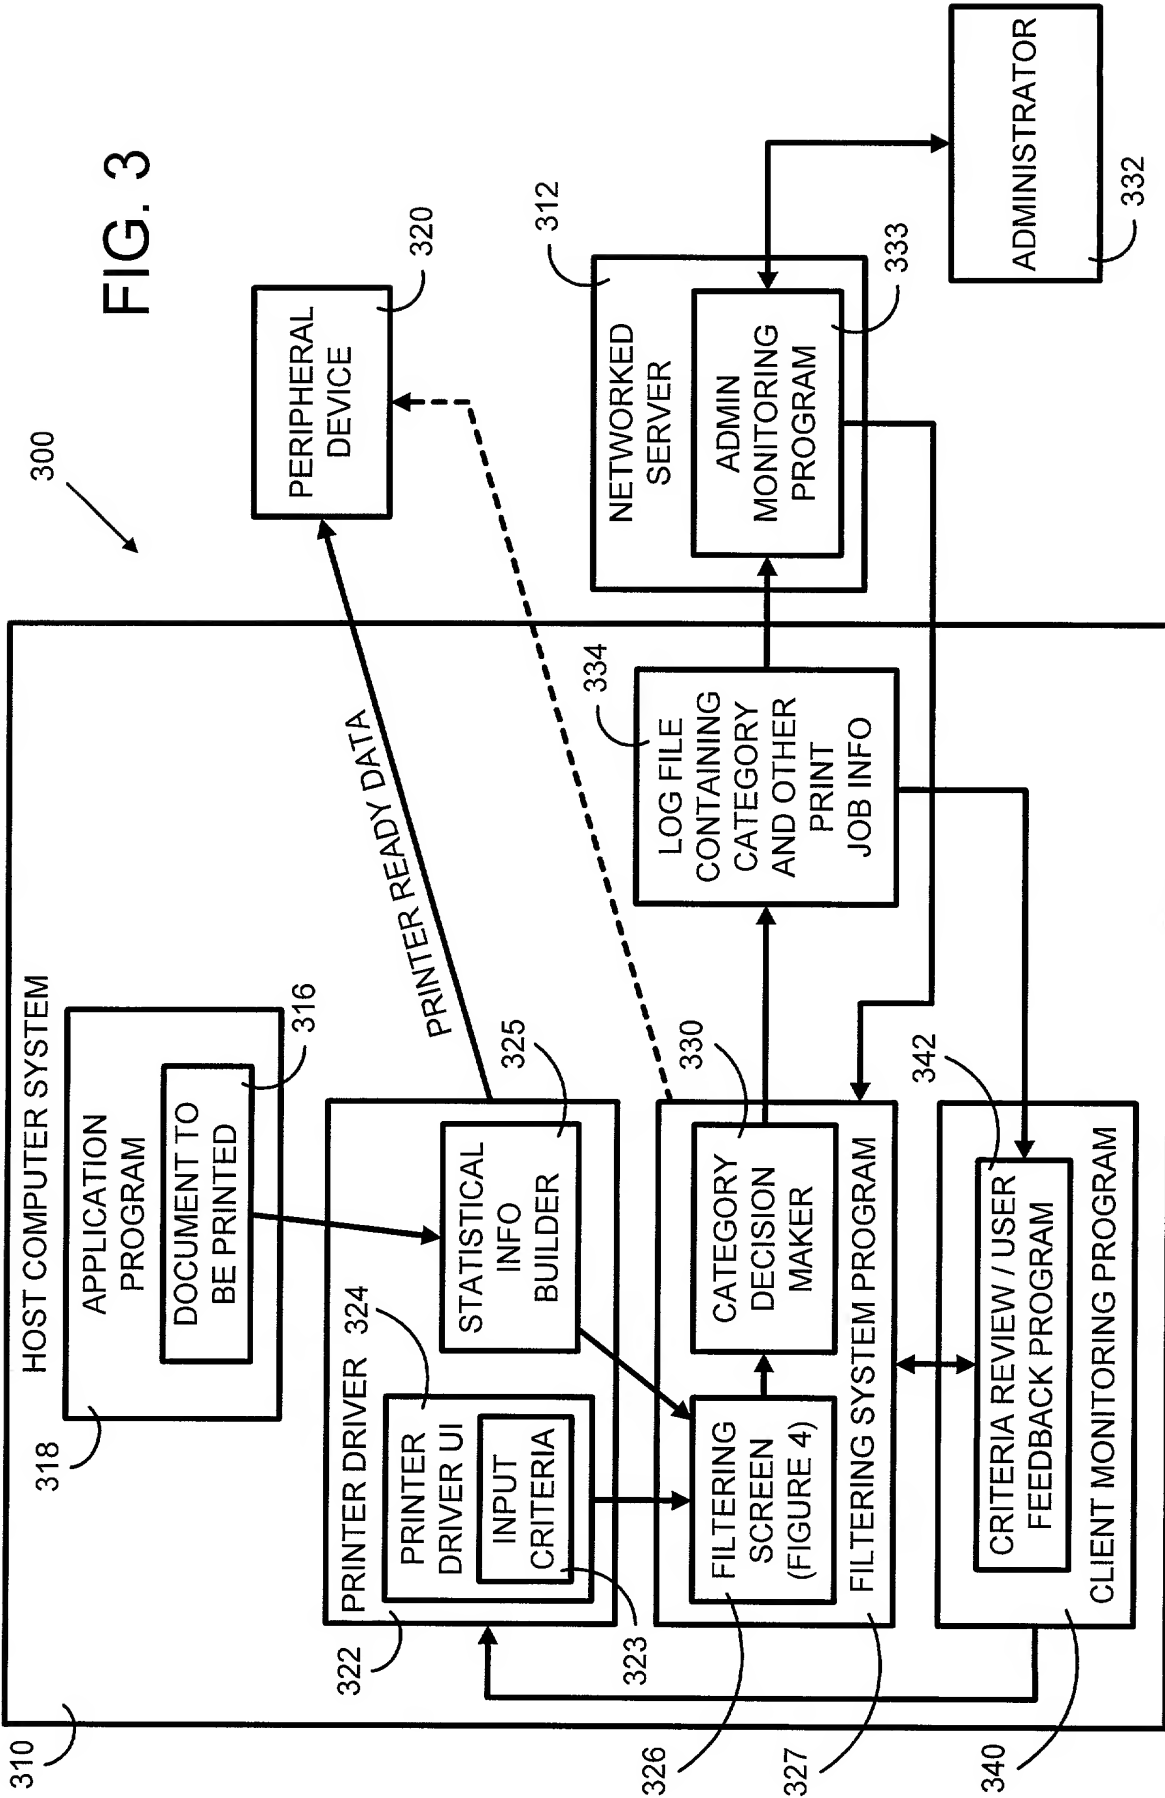 FIG. 3
300
HOST COMPUTER SYSTEM
310
APPLICATION
PROGRAM
DOCUMENT TO
BE PRINTED
316
318
PERIPHERAL
DEVICE
320
PRINTER READY DATA
PRINTER DRIVER
322
PRINTER
DRIVER UI
324
INPUT
CRITERIA
323
STATISTICAL
INFO
BUILDER
325
FILTERING
SCREEN
(FIGURE 4)
326
CATEGORY
DECISION
MAKER
330
FILTERING SYSTEM PROGRAM
327
LOG FILE
CONTAINING
CATEGORY
AND OTHER
PRINT
JOB INFO
334
NETWORKED
SERVER
312
ADMIN
MONITORING
PROGRAM
333
ADMINISTRATOR
332
CRITERIA REVIEW / USER
FEEDBACK PROGRAM
342
CLIENT MONITORING PROGRAM
340